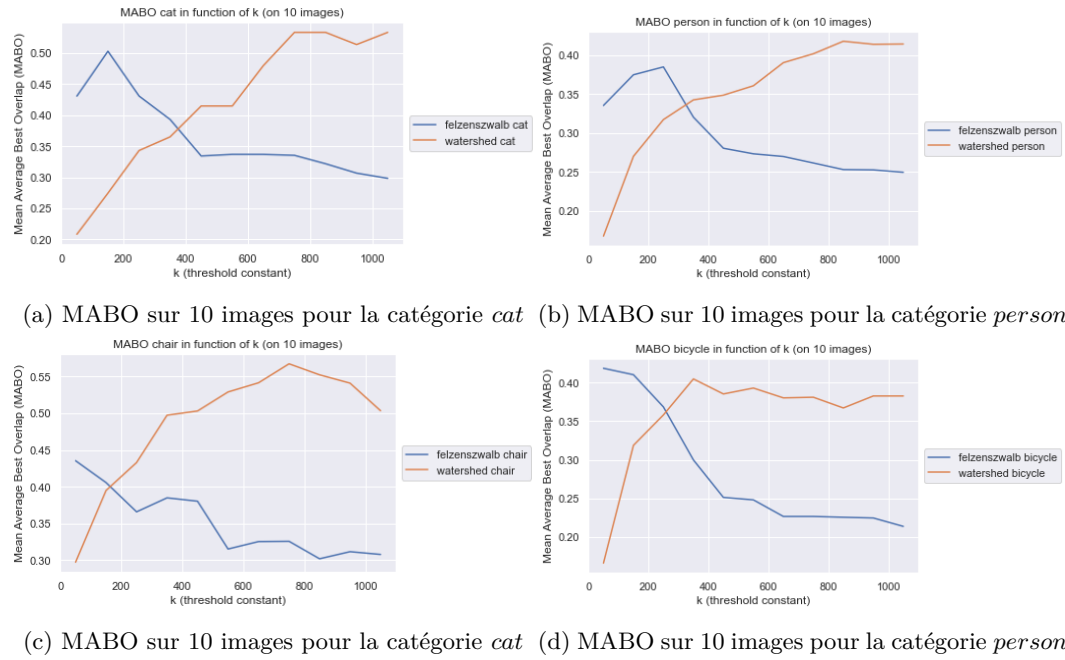 MABO cat in function of k (on 10 images)
Mean Average Best Overlap (MABO)
0.50
0.45
0.40
0.35
0.30
0.25
0.20
0 200 400 600 800 1000
k (threshold constant)
felzenszwalb cat
watershed cat
(a) MABO sur 10 images pour la catégorie cat
MABO person in function of k (on 10 images)
Mean Average Best Overlap (MABO)
0.40
0.35
0.30
0.25
0.20
0 200 400 600 800 1000
k (threshold constant)
felzenszwalb person
watershed person
(b) MABO sur 10 images pour la catégorie person
MABO chair in function of k (on 10 images)
Mean Average Best Overlap (MABO)
0.55
0.50
0.45
0.40
0.35
0.30
0 200 400 600 800 1000
k (threshold constant)
felzenszwalb chair
watershed chair
(c) MABO sur 10 images pour la catégorie cat
MABO bicycle in function of k (on 10 images)
Mean Average Best Overlap (MABO)
0.40
0.35
0.30
0.25
0.20
0 200 400 600 800 1000
k (threshold constant)
felzenszwalb bicycle
watershed bicycle
(d) MABO sur 10 images pour la catégorie person